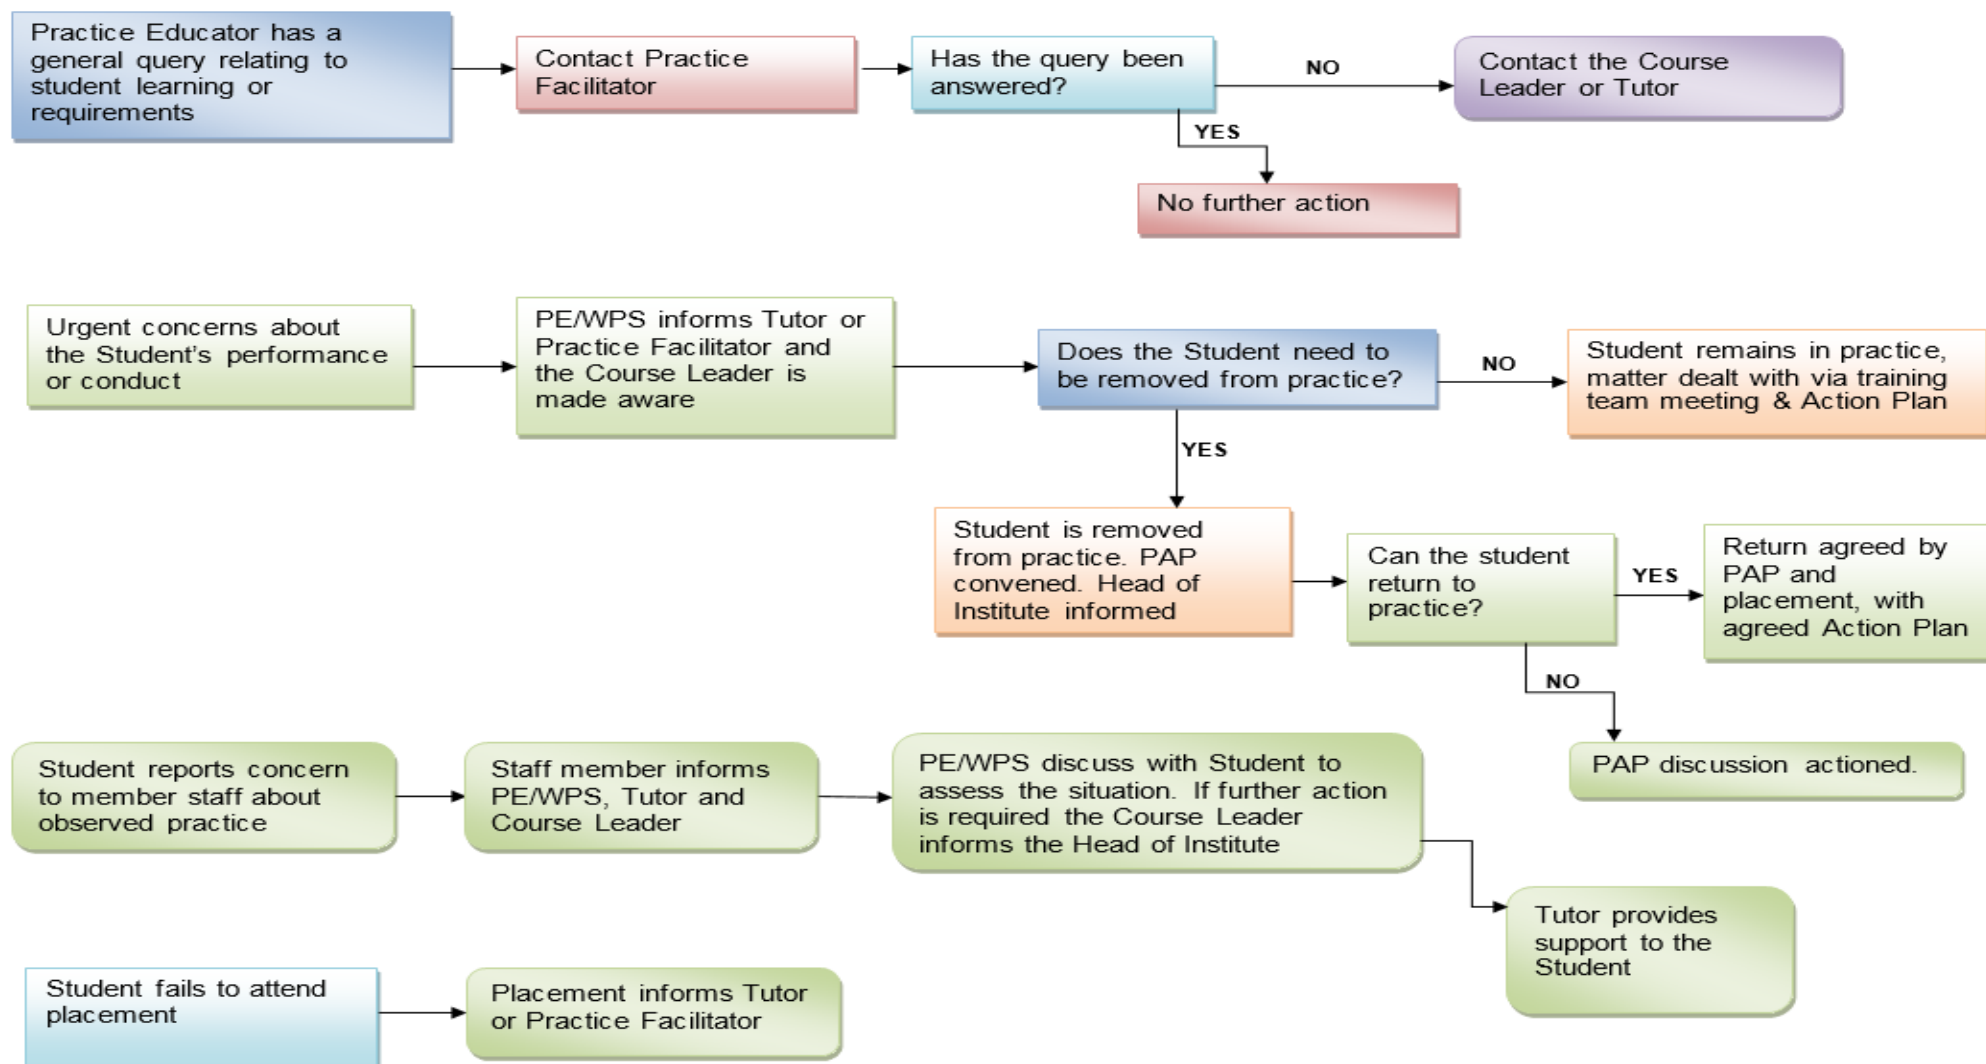 Practice Educator has a
general query relating to
student learning or
requirements
Contact Practice
Facilitator
Has the query been
answered?
NO
Contact the Course
Leader or Tutor
YES
No further action
Urgent concerns about
the Student's performance
or conduct
PE/WPS informs Tutor or
Practice Facilitator and
the Course Leader is
made aware
Does the Student need to
be removed from practice?
NO
Student remains in practice,
matter dealt with via training
team meeting & Action Plan
YES
Student is removed
from practice. PAP
convened. Head of
Institute informed
Can the student
return to
practice?
YES
Return agreed by
PAP and
placement, with
agreed Action Plan
NO
PAP discussion actioned.
Student reports concern
to member staff about
observed practice
Staff member informs
PE/WPS, Tutor and
Course Leader
PE/WPS discuss with Student to
assess the situation. If further action
is required the Course Leader
informs the Head of Institute
Tutor provides
support to the
Student
Student fails to attend
placement
Placement informs Tutor
or Practice Facilitator